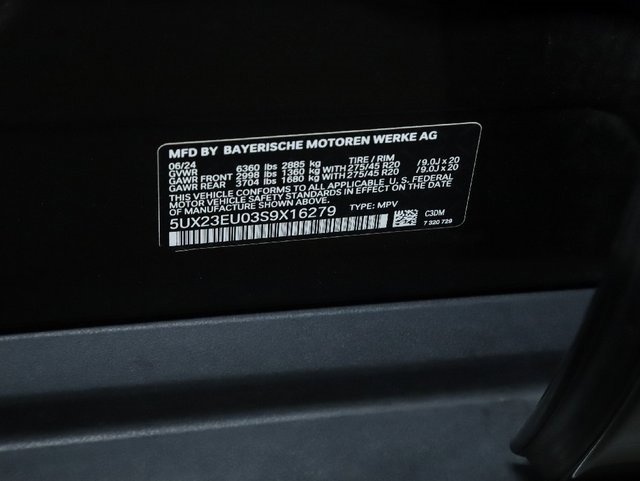 MFD BY BAYERISCHE MOTOREN WERKE AG
06/24 TIRE / RIM
GVWR 6360 lbs 2885 kg
GAWR FRONT 2998 lbs 1360 kg WITH 275/45 R20 /9.0J x 20
GAWR REAR 3704 lbs 1680 kg WITH 275/45 R20 /9.0J x 20
THIS VEHICLE CONFORMS TO ALL APPLICABLE U.S. FEDERAL
MOTOR VEHICLE SAFETY STANDARDS IN EFFECT ON THE DATE
OF MANUFACTURE SHOWN ABOVE.
5UX23EU03S9X16279 TYPE: MPV
C3DM
7 320 729